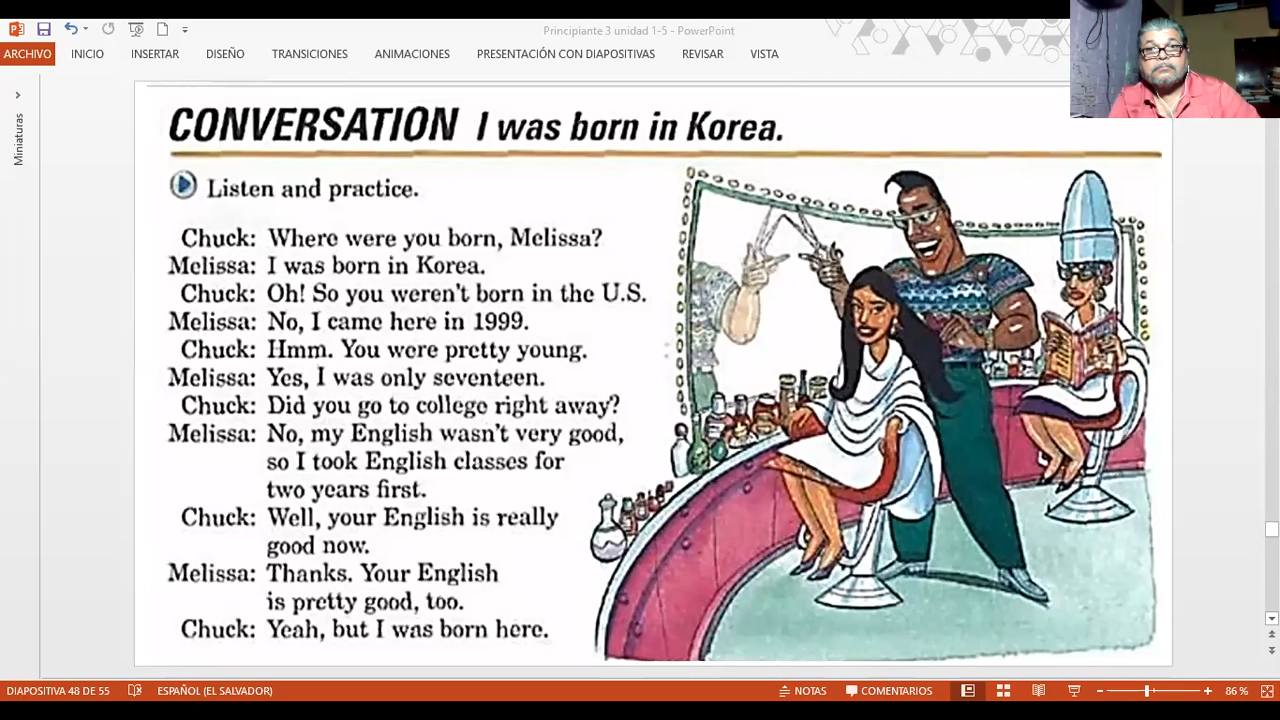 Principiante 3 unidad 1-5 - PowerPoint
ARCHIVO INICIO INSERTAR DISEÑO TRANSICIONES ANIMACIONES PRESENTACIÓN CON DIAPOSITIVAS REVISAR VISTA
Miniaturas
CONVERSATION I was born in Korea.
Listen and practice.
Chuck: Where were you born, Melissa?
Melissa: I was born in Korea.
Chuck: Oh! So you weren't born in the U.S.
Melissa: No, I came here in 1999.
Chuck: Hmm. You were pretty young.
Melissa: Yes, I was only seventeen.
Chuck: Did you go to college right away?
Melissa: No, my English wasn't very good,
so I took English classes for
two years first.
Chuck: Well, your English is really
good now.
Melissa: Thanks. Your English
is pretty good, too.
Chuck: Yeah, but I was born here.
DIAPOSITIVA 48 DE 55 ESPAÑOL (EL SALVADOR) NOTAS COMENTARIOS 86 %